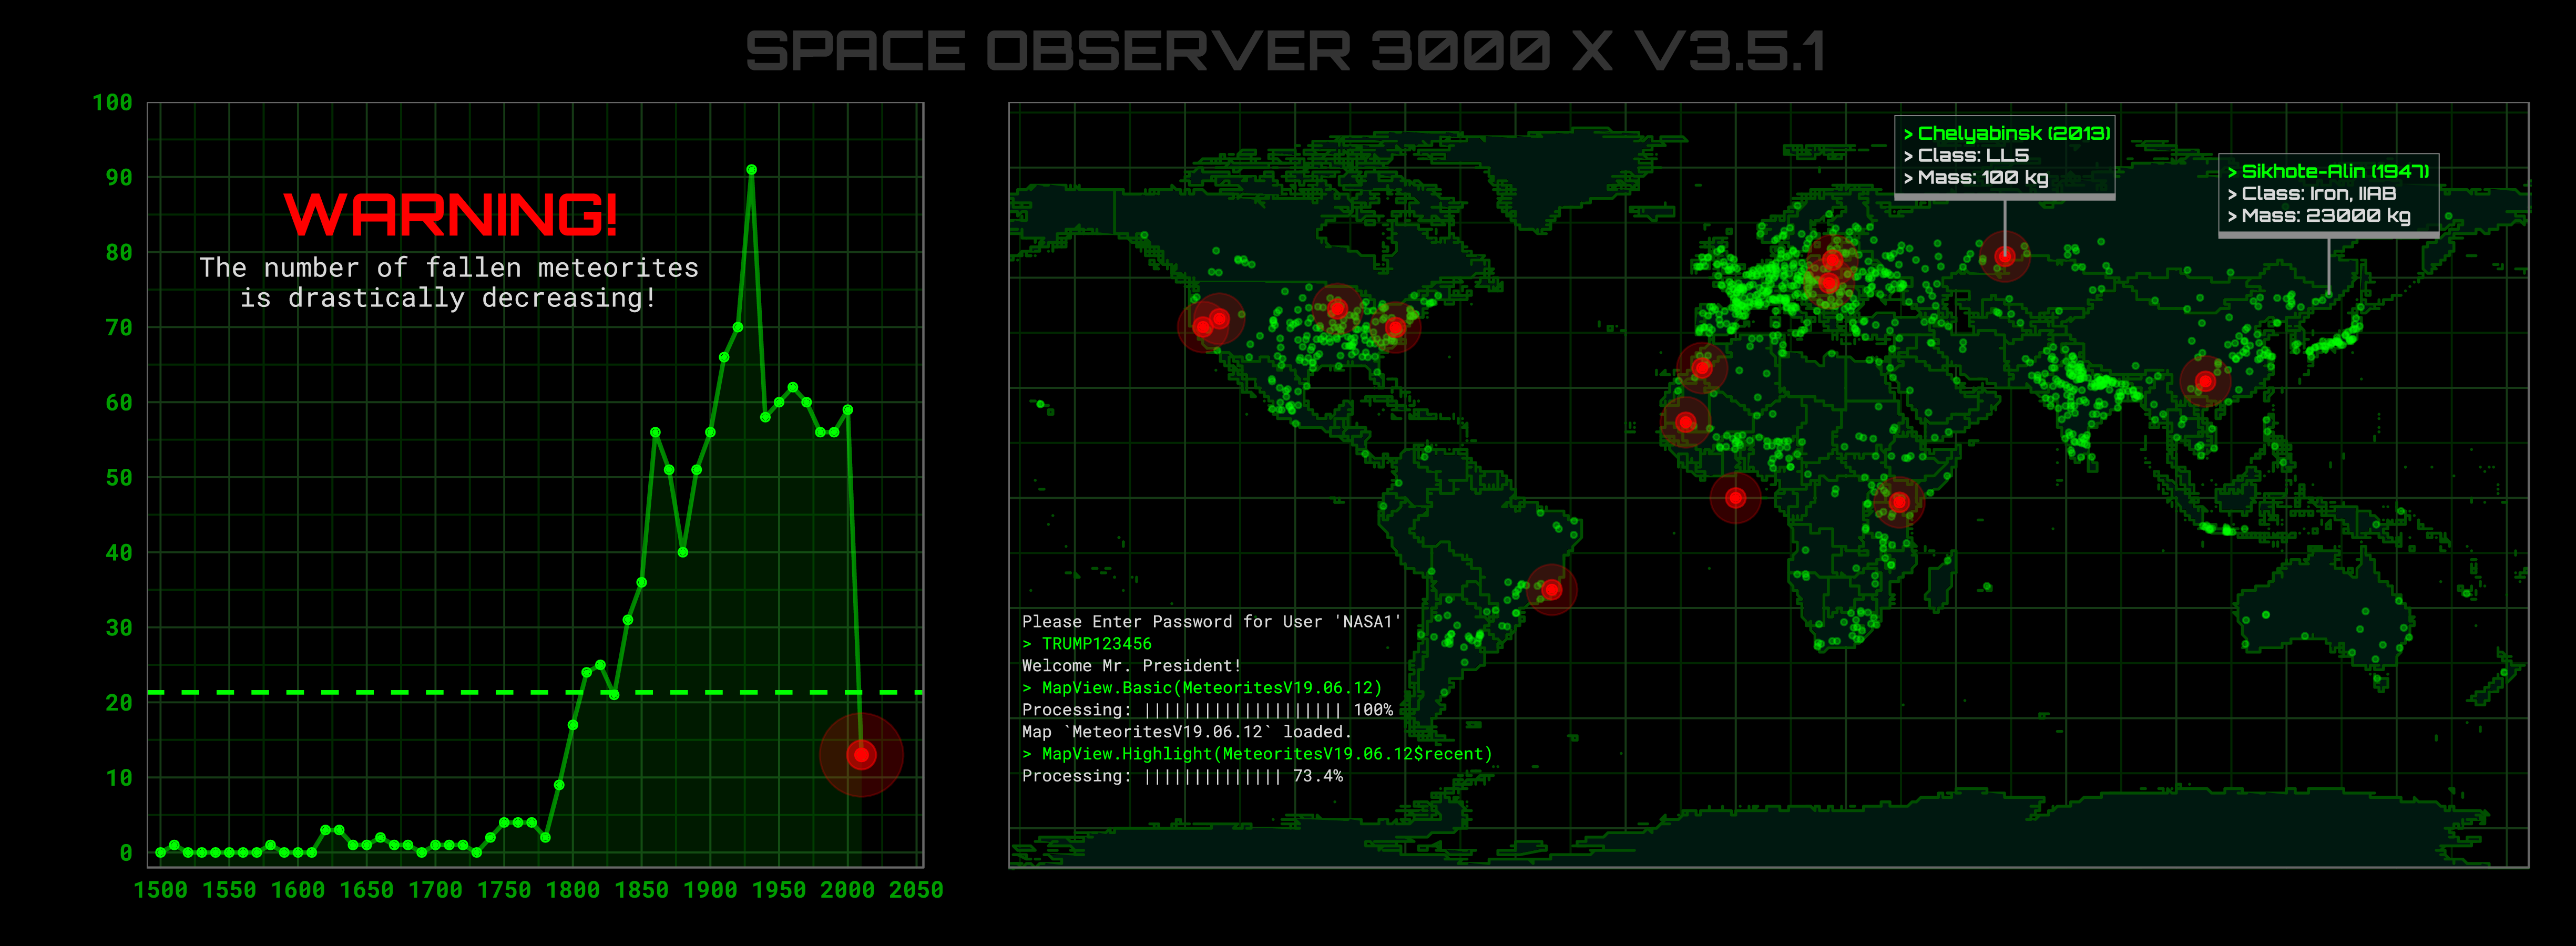 SPACE OBSERVER 3000 X V3.5.1
100
90
80
70
60
50
40
30
20
10
0
WARNING!
The number of fallen meteorites
is drastically decreasing!
1500 1550 1600 1650 1700 1750 1800 1850 1900 1950 2000 2050
> Chelyabinsk (2013)
> Class: LL5
> Mass: 100 kg
> Sikhote-Alin (1947)
> Class: Iron, IIAB
> Mass: 23000 kg
Please Enter Password for User 'NASA1'
> TRUMP123456
Welcome Mr. President!
> MapView.Basic(MeteoritesV19.06.12)
Processing: |||||||||||||||||||| 100%
Map `MeteoritesV19.06.12` loaded.
> MapView.Highlight(MeteoritesV19.06.12$recent)
Processing: |||||||||||||| 73.4%